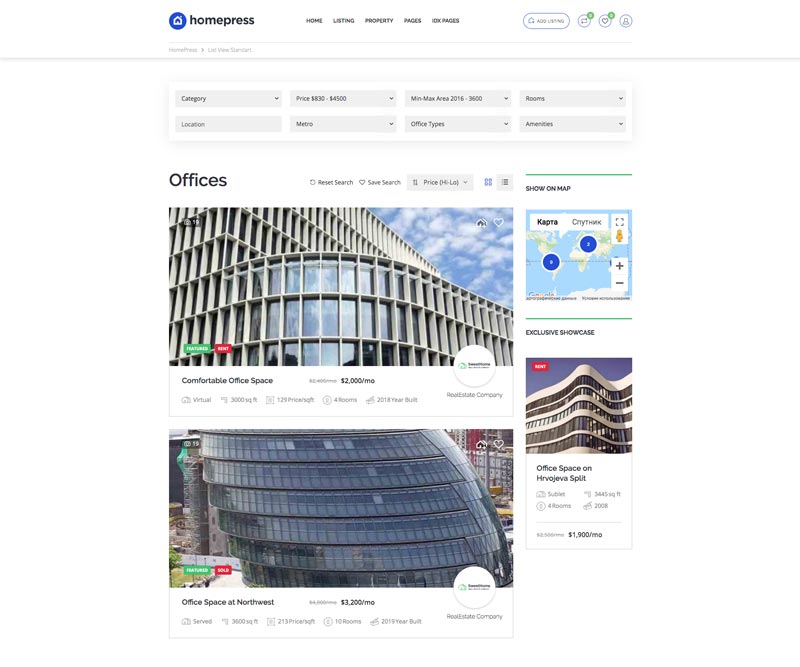 homepress
HOME LISTING PROPERTY PAGES IDX PAGES
ADD LISTING
HomePress
List View Standart
Category Price $830 - $4500 Min-Max Area 2016 - 3600 Rooms
Location Metro Office Types Amenities
Offices
Reset Search Save Search Price (Hi-Lo)
19
FEATURED RENT
Comfortable Office Space $2,400/mo $2,000/mo
Virtual 3000 sq ft 129 Price/sqft 4 Rooms 2018 Year Built
SweetHome
RealEstate Company
19
FEATURED SOLD
Office Space at Northwest $4,000/mo $3,200/mo
Served 3600 sq ft 213 Price/sqft 10 Rooms 2019 Year Built
SweetHome
RealEstate Company
SHOW ON MAP
Карта Спутник
2
9
Google
Условия использования
EXCLUSIVE SHOWCASE
RENT
Office Space on
Hrvojeva Split
Sublet 3445 sq ft
4 Rooms 2008
$2,500/mo $1,900/mo